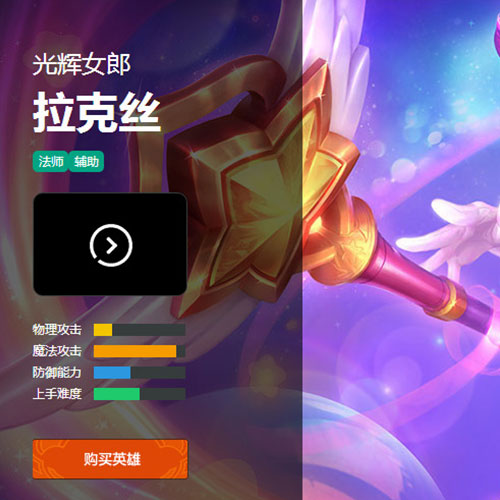 光辉女郎
拉克丝
法师 辅助
物理攻击
魔法攻击
防御能力
上手难度
购买英雄